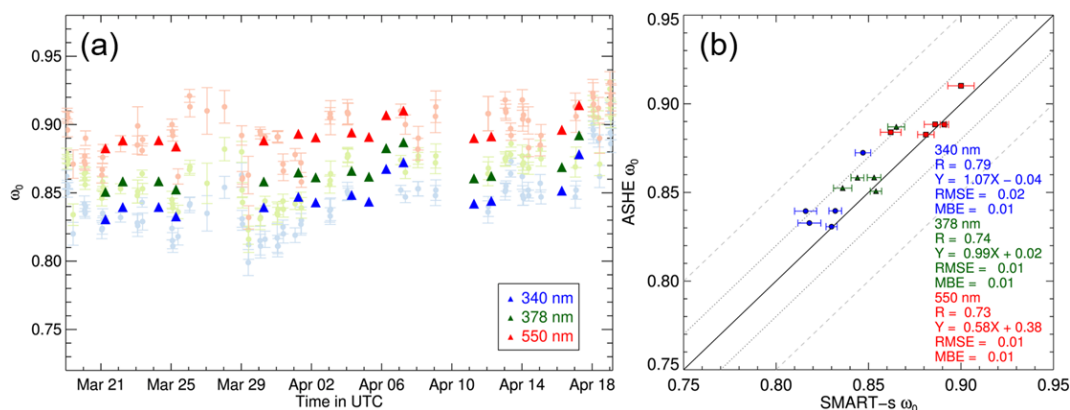 (a)
0.95
0.90
0.85
0.80
0.75
ω₀
Mar 21
Mar 25
Mar 29
Apr 02
Apr 06
Apr 10
Apr 14
Apr 18
Time in UTC
340 nm
378 nm
550 nm
(b)
0.95
0.90
0.85
0.80
0.75
ASHE ω₀
0.75
0.80
0.85
0.90
0.95
SMART-s ω₀
340 nm
R = 0.79
Y = 1.07X − 0.04
RMSE = 0.02
MBE = 0.01
378 nm
R = 0.74
Y = 0.99X + 0.02
RMSE = 0.01
MBE = 0.01
550 nm
R = 0.73
Y = 0.58X + 0.38
RMSE = 0.01
MBE = 0.01